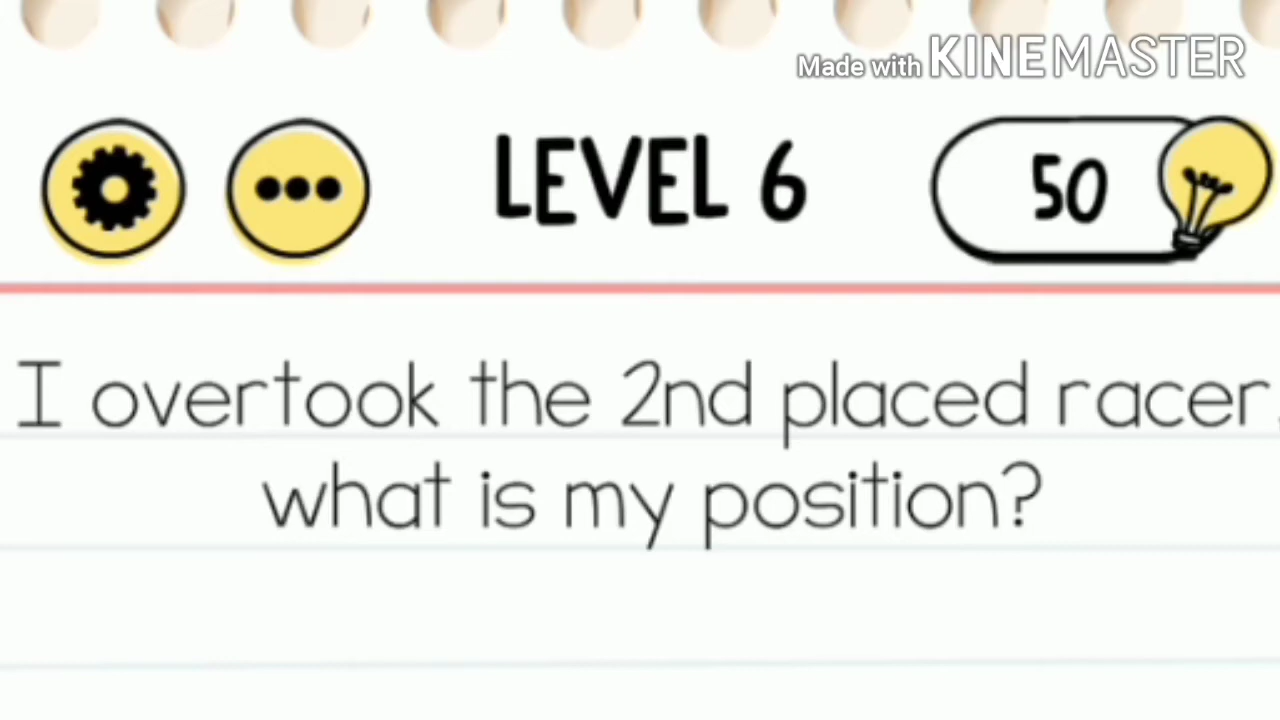 Made with KINEMASTER
LEVEL 6
50
I overtook the 2nd placed racer,
what is my position?